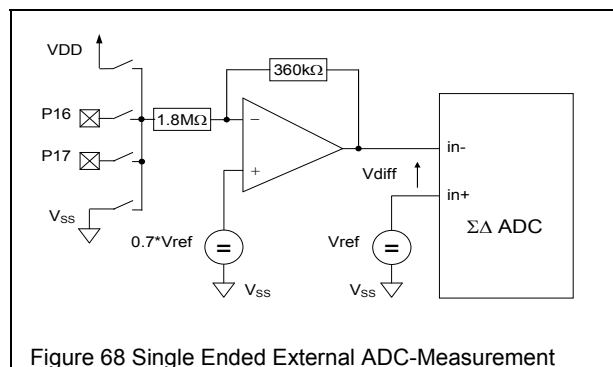 VDD
P16
P17
VSS
1.8MΩ
360kΩ
−
+
0.7*Vref
=
VSS
Vdiff
Vref
=
VSS
in-
in+
ΣΔ ADC
Figure 68 Single Ended External ADC-Measurement